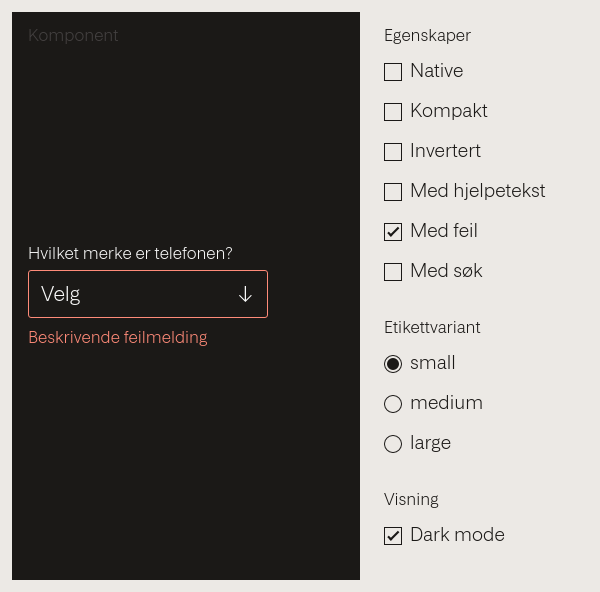 Komponent
Hvilket merke er telefonen?
Velg
Beskrivende feilmelding
Egenskaper
Native
Kompakt
Invertert
Med hjelpetekst
Med feil
Med søk
Etikettvariant
small
medium
large
Visning
Dark mode